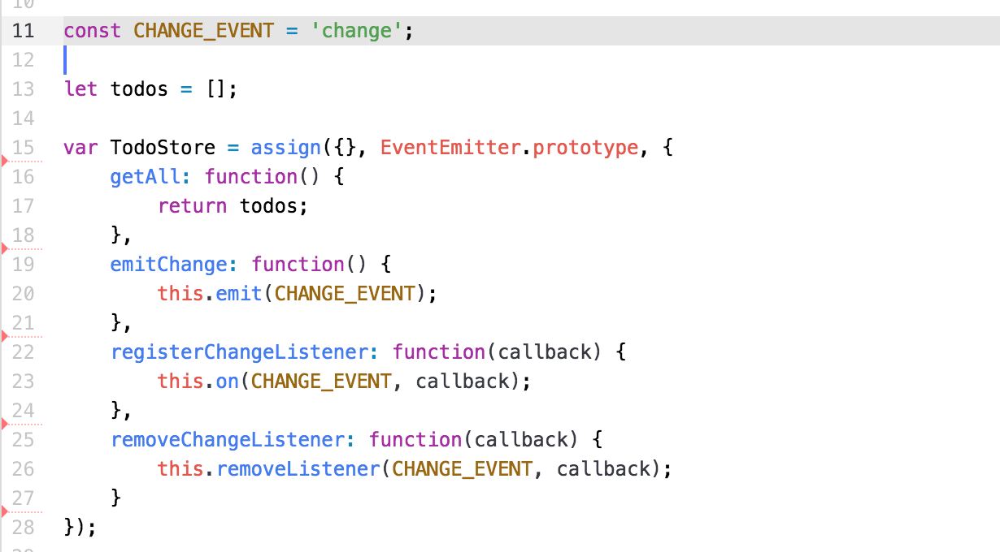 10
11 const CHANGE_EVENT = 'change';
12
13 let todos = [];
14
15 var TodoStore = assign({}, EventEmitter.prototype, {
16     getAll: function() {
17         return todos;
18     },
19     emitChange: function() {
20         this.emit(CHANGE_EVENT);
21     },
22     registerChangeListener: function(callback) {
23         this.on(CHANGE_EVENT, callback);
24     },
25     removeChangeListener: function(callback) {
26         this.removeListener(CHANGE_EVENT, callback);
27     }
28 });